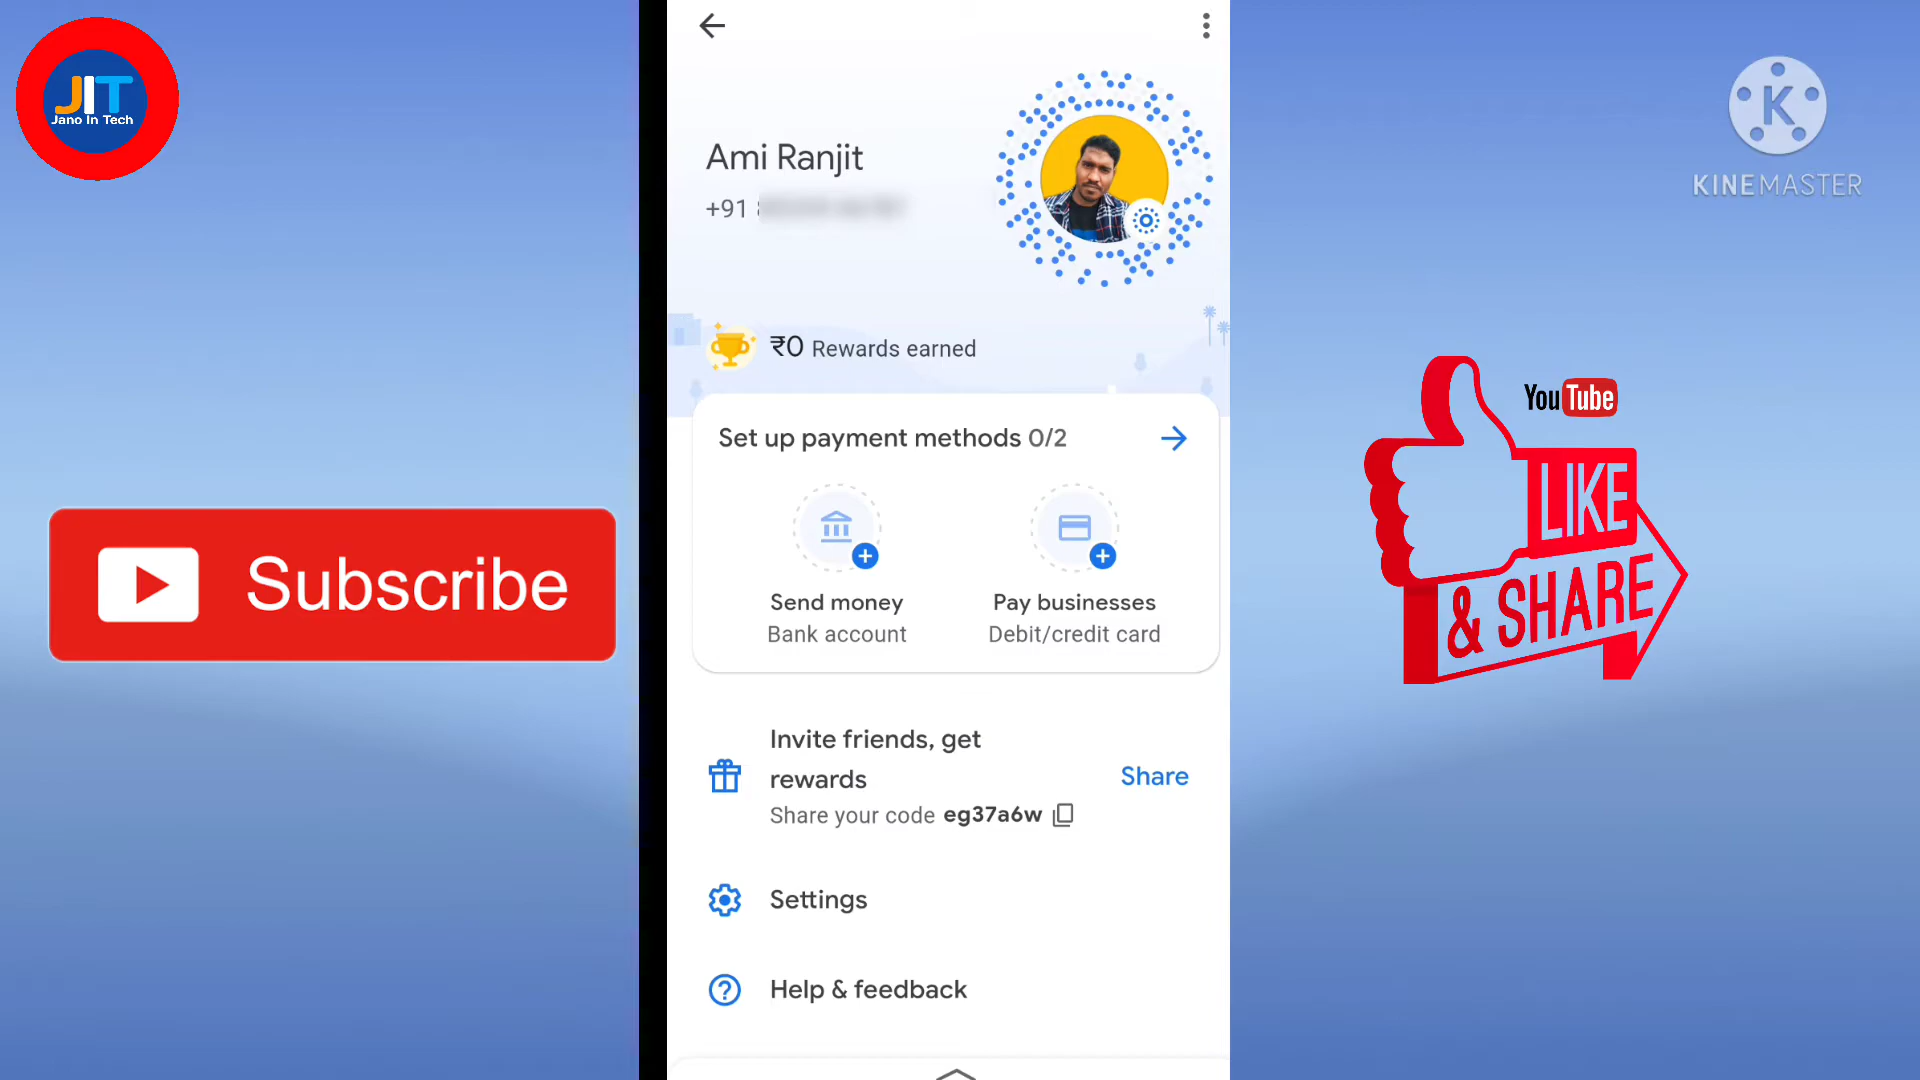 JIT
Jano In Tech
KINEMASTER
Ami Ranjit
+91
₹0 Rewards earned
Set up payment methods 0/2
Send money
Bank account
Pay businesses
Debit/credit card
Invite friends, get
rewards
Share
Share your code eg37a6w
Settings
Help & feedback
Subscribe
YouTube
LIKE
& SHARE